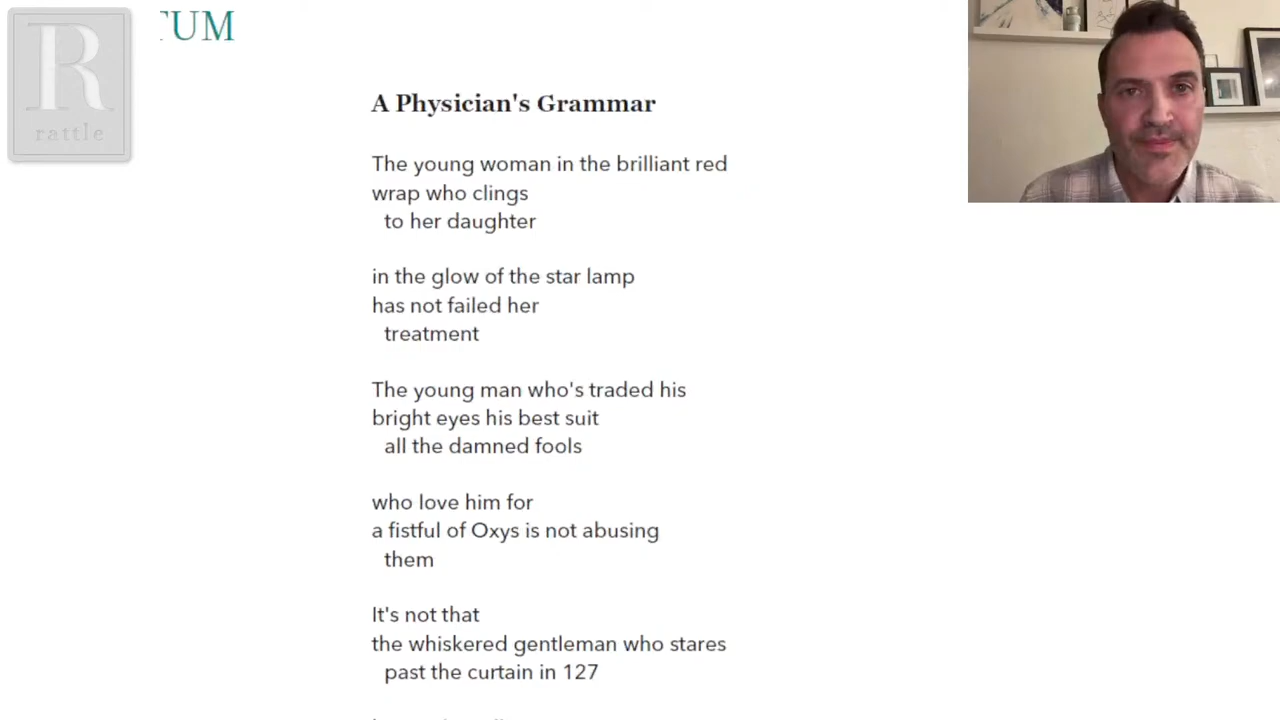 R
rattle
TUM
A Physician's Grammar
The young woman in the brilliant red
wrap who clings
to her daughter
in the glow of the star lamp
has not failed her
treatment
The young man who's traded his
bright eyes his best suit
all the damned fools
who love him for
a fistful of Oxys is not abusing
them
It's not that
the whiskered gentleman who stares
past the curtain in 127